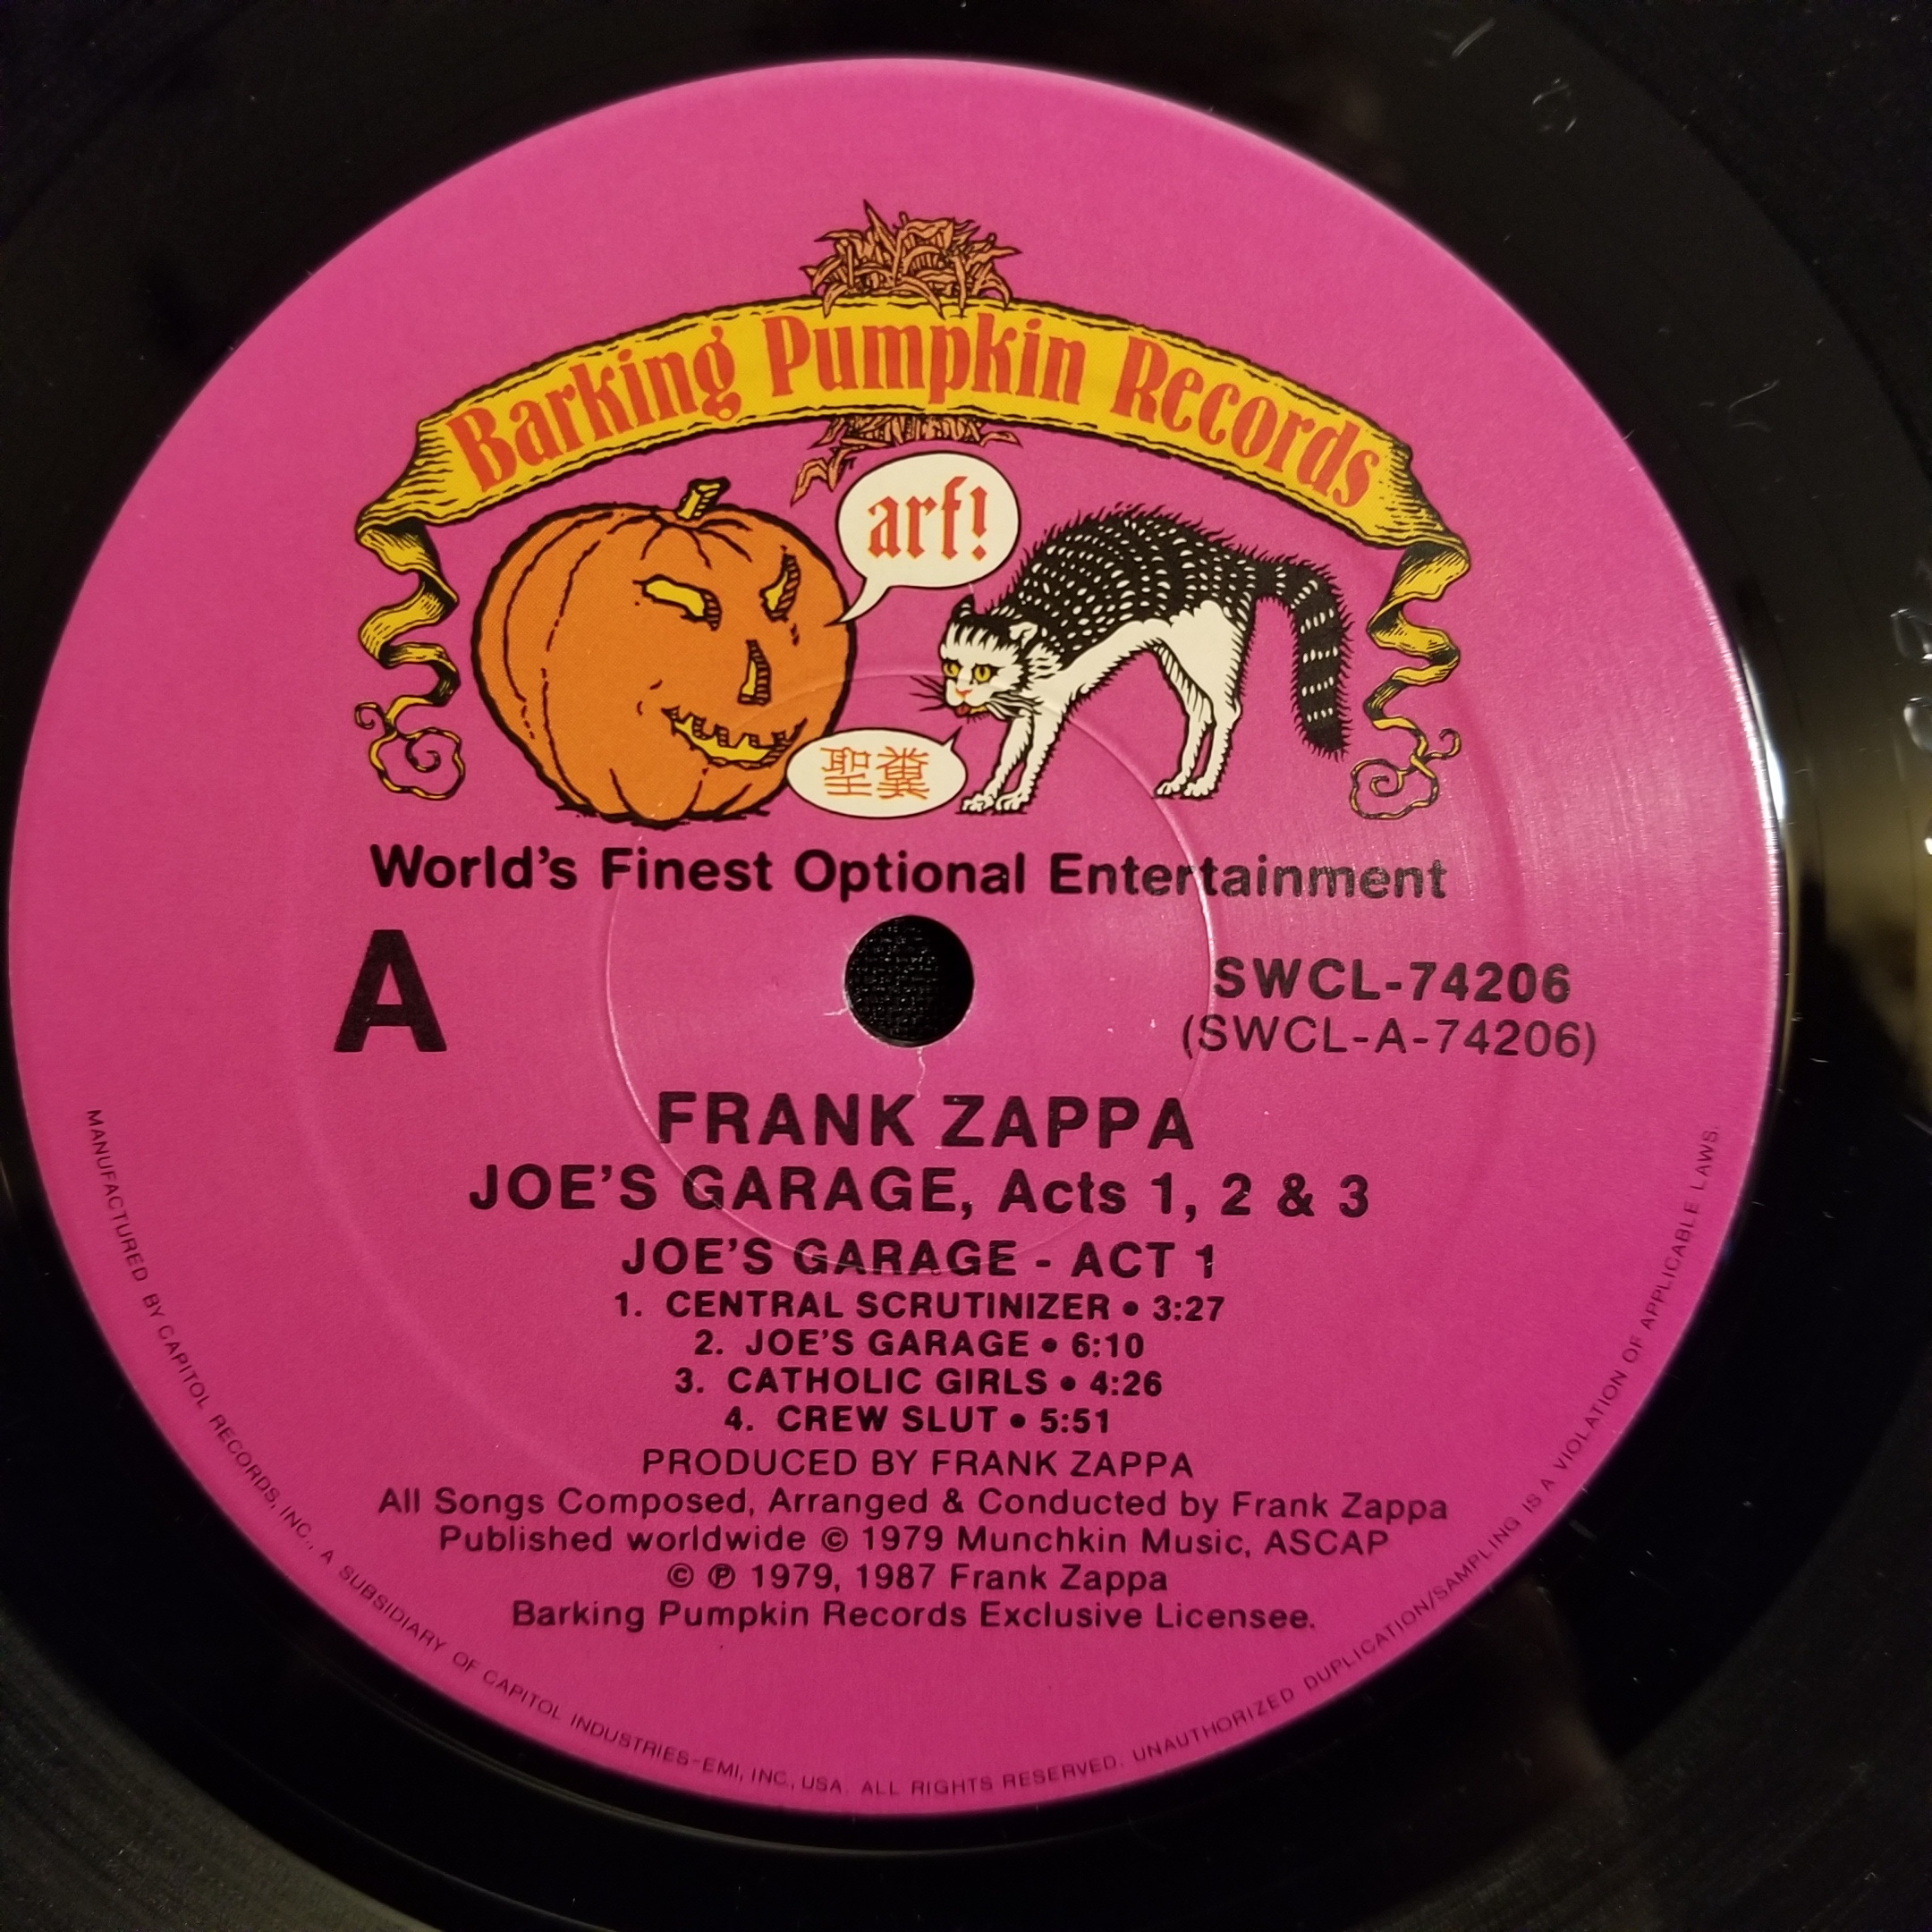 Barking Pumpkin Records
arf!
聖糞
World's Finest Optional Entertainment
A
SWCL-74206
(SWCL-A-74206)
FRANK ZAPPA
JOE'S GARAGE, Acts 1, 2 & 3
JOE'S GARAGE - ACT 1
1. CENTRAL SCRUTINIZER • 3:27
2. JOE'S GARAGE • 6:10
3. CATHOLIC GIRLS • 4:26
4. CREW SLUT • 5:51
PRODUCED BY FRANK ZAPPA
All Songs Composed, Arranged & Conducted by Frank Zappa
Published worldwide © 1979 Munchkin Music, ASCAP
© ℗ 1979, 1987 Frank Zappa
Barking Pumpkin Records Exclusive Licensee.
MANUFACTURED BY CAPITOL RECORDS, INC., A SUBSIDIARY OF CAPITOL INDUSTRIES-EMI, INC., USA. ALL RIGHTS RESERVED. UNAUTHORIZED DUPLICATION/SAMPLING IS A VIOLATION OF APPLICABLE LAWS.